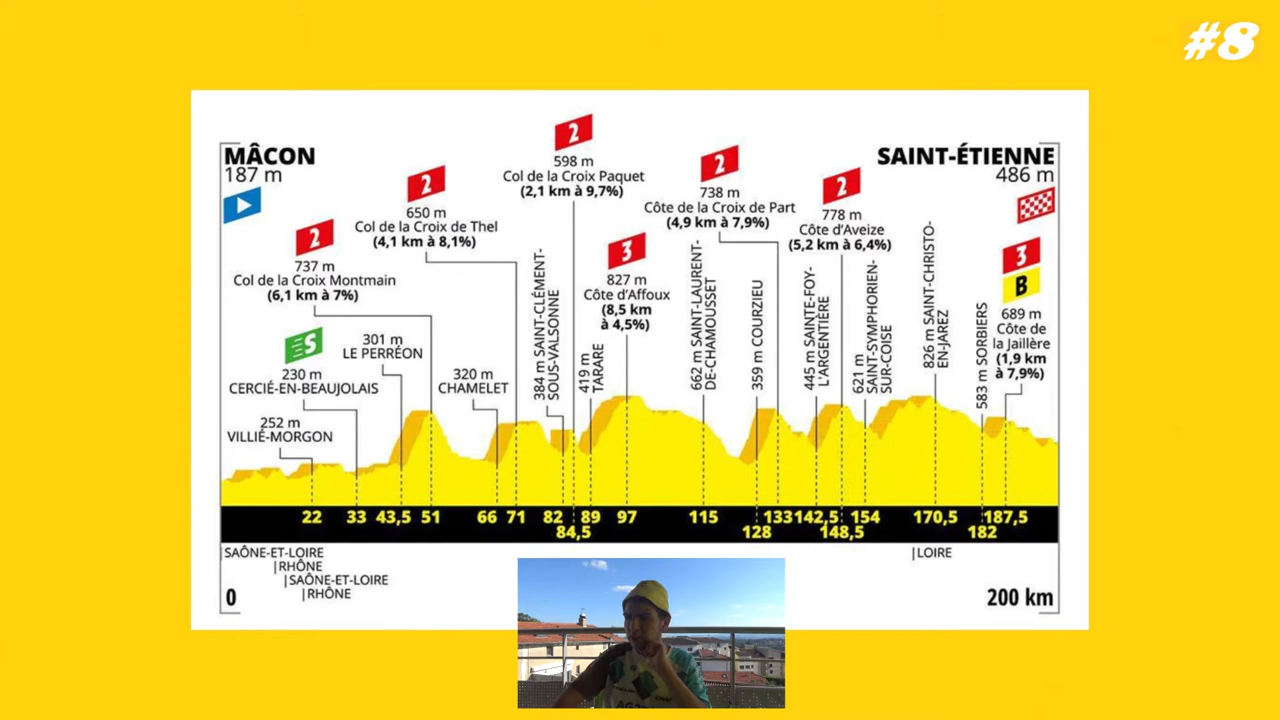 #8
MÂCON
187 m
SAINT-ÉTIENNE
486 m
2
737 m
Col de la Croix Montmain
(6,1 km à 7%)
2
650 m
Col de la Croix de Thel
(4,1 km à 8,1%)
2
598 m
Col de la Croix Paquet
(2,1 km à 9,7%)
3
827 m
Côte d'Affoux
(8,5 km
à 4,5%)
2
738 m
Côte de la Croix de Part
(4,9 km à 7,9%)
2
778 m
Côte d'Aveize
(5,2 km à 6,4%)
3
B
689 m
Côte de
la Jaillère
(1,9 km
à 7,9%)
S
230 m
CERCIÉ-EN-BEAUJOLAIS
252 m
VILLIÉ-MORGON
301 m
LE PERRÉON
320 m
CHAMELET
384 m SAINT-CLÉMENT-
SOUS-VALSONNE
419 m
TARARE
662 m SAINT-LAURENT-
DE-CHAMOUSSET
359 m COURZIEU
445 m SAINTE-FOY-
L'ARGENTIÈRE
621 m
SAINT-SYMPHORIEN-
SUR-COISE
826 m SAINT-CHRISTO-
EN-JAREZ
583 m SORBIERS
22 33 43,5 51 66 71 82 89 97 115 133 142,5 154 170,5 187,5
84,5 128 148,5 182
|SAÔNE-ET-LOIRE
|RHÔNE
|SAÔNE-ET-LOIRE
|RHÔNE
|LOIRE
0
200 km